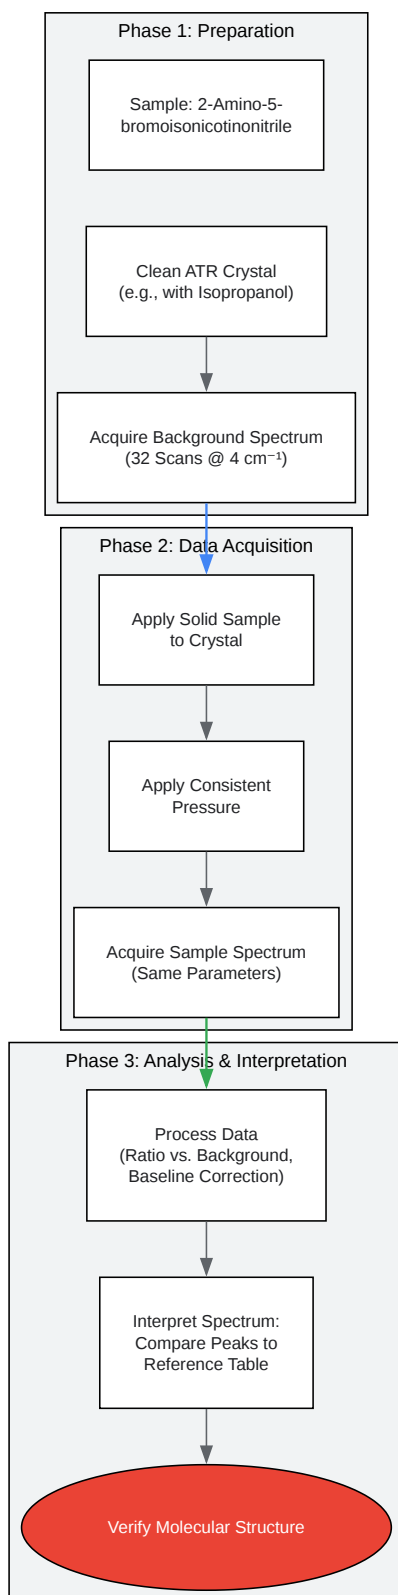 Phase 1: Preparation
Sample: 2-Amino-5-
bromoisonicotinonitrile
Clean ATR Crystal
(e.g., with Isopropanol)
Acquire Background Spectrum
(32 Scans @ 4 cm⁻¹)
Phase 2: Data Acquisition
Apply Solid Sample
to Crystal
Apply Consistent
Pressure
Acquire Sample Spectrum
(Same Parameters)
Phase 3: Analysis & Interpretation
Process Data
(Ratio vs. Background,
Baseline Correction)
Interpret Spectrum:
Compare Peaks to
Reference Table
Verify Molecular Structure